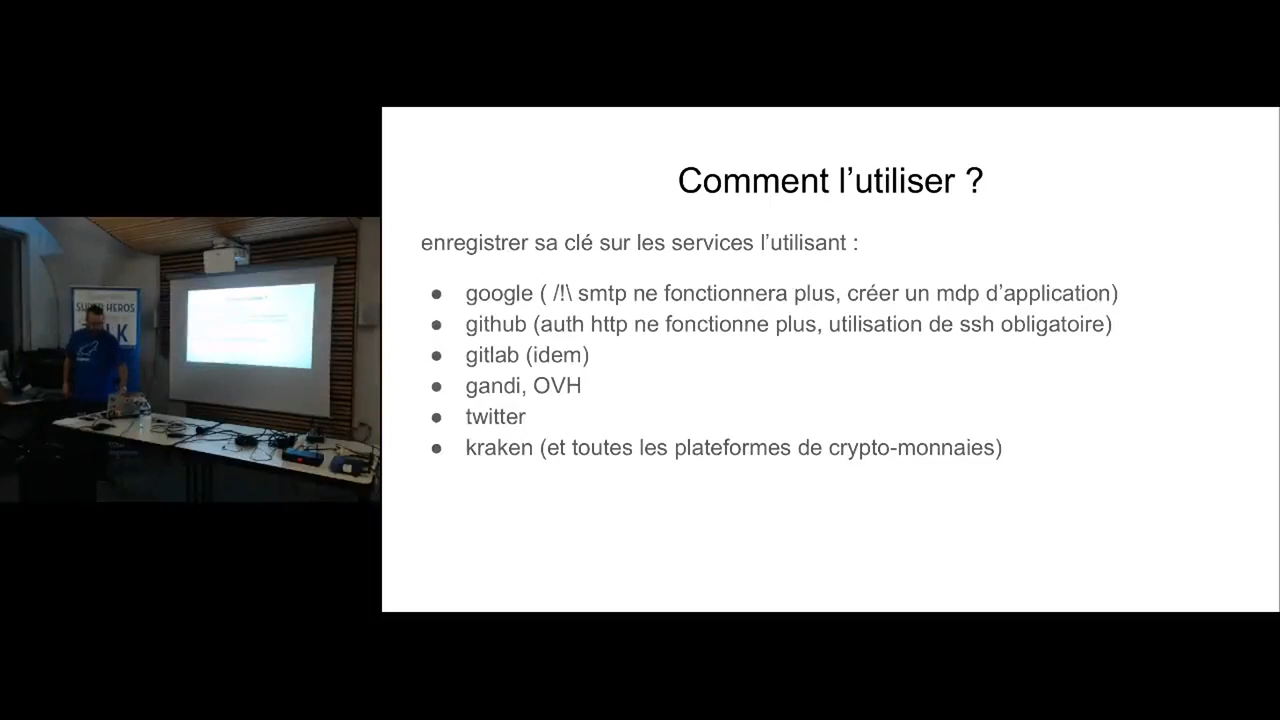 Comment l’utiliser ?
enregistrer sa clé sur les services l’utilisant :
● google ( /!\ smtp ne fonctionnera plus, créer un mdp d’application)
● github (auth http ne fonctionne plus, utilisation de ssh obligatoire)
● gitlab (idem)
● gandi, OVH
● twitter
● kraken (et toutes les plateformes de crypto-monnaies)
SUPER HEROS